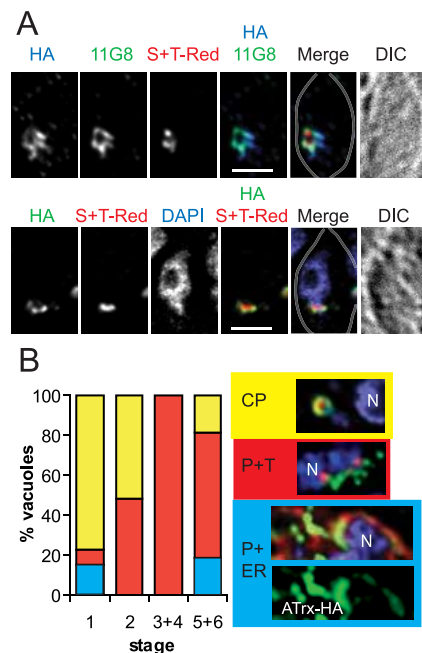 A
HA
HA 11G8 S+T-Red 11G8 Merge DIC
HA
HA S+T-Red DAPI S+T-Red Merge DIC
B
100
80
60
40
20
0
% vacuoles
1 2 3+4 5+6
stage
CP
N
P+T
N
P+
ER
N
ATrx-HA